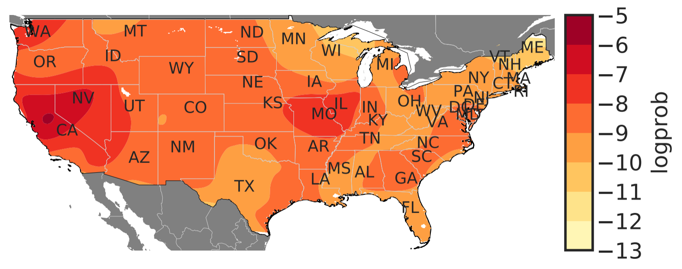 WA
MT
ND
MN
WI
ME
VT
NH
OR
ID
SD
MI
NY
MA
CT
RI
WY
NE
IA
PA
NJ
NV
UT
CO
KS
MO
IL
IN
OH
WV
DC
DE
MD
VA
KY
CA
AZ
NM
OK
AR
TN
NC
SC
TX
LA
MS
AL
GA
FL
−5
−6
−7
−8
−9
−10
−11
−12
−13
logprob